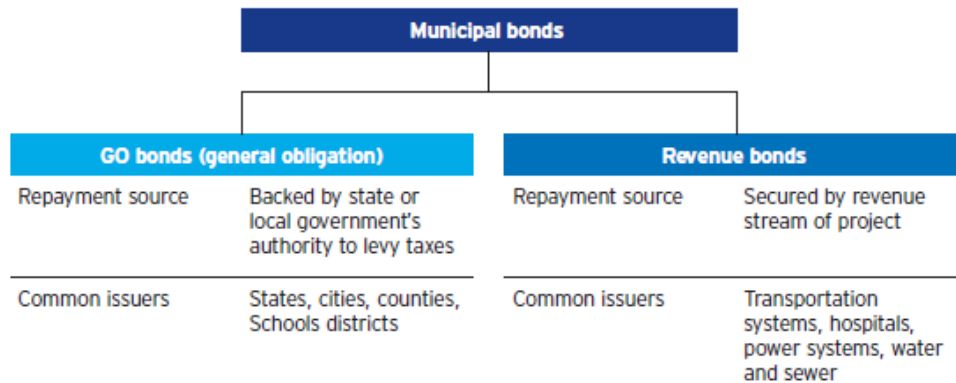 Municipal bonds
GO bonds (general obligation)
Repayment source
Backed by state or
local government's
authority to levy taxes
Common issuers
States, cities, counties,
Schools districts
Revenue bonds
Repayment source
Secured by revenue
stream of project
Common issuers
Transportation
systems, hospitals,
power systems, water
and sewer